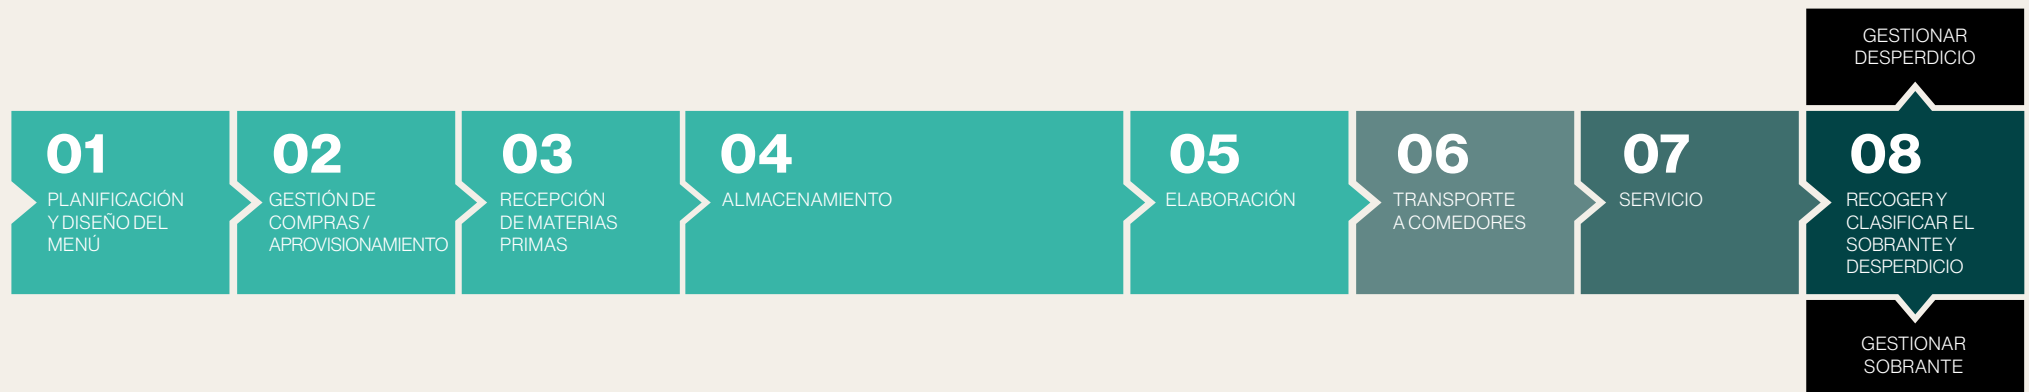 GESTIONAR
DESPERDICIO
01
PLANIFICACIÓN
Y DISEÑO DEL
MENÚ
02
GESTIÓN DE
COMPRAS /
APROVISIONAMIENTO
03
RECEPCIÓN
DE MATERIAS
PRIMAS
04
ALMACENAMIENTO
05
ELABORACIÓN
06
TRANSPORTE
A COMEDORES
07
SERVICIO
08
RECOGER Y
CLASIFICAR EL
SOBRANTE Y
DESPERDICIO
GESTIONAR
SOBRANTE